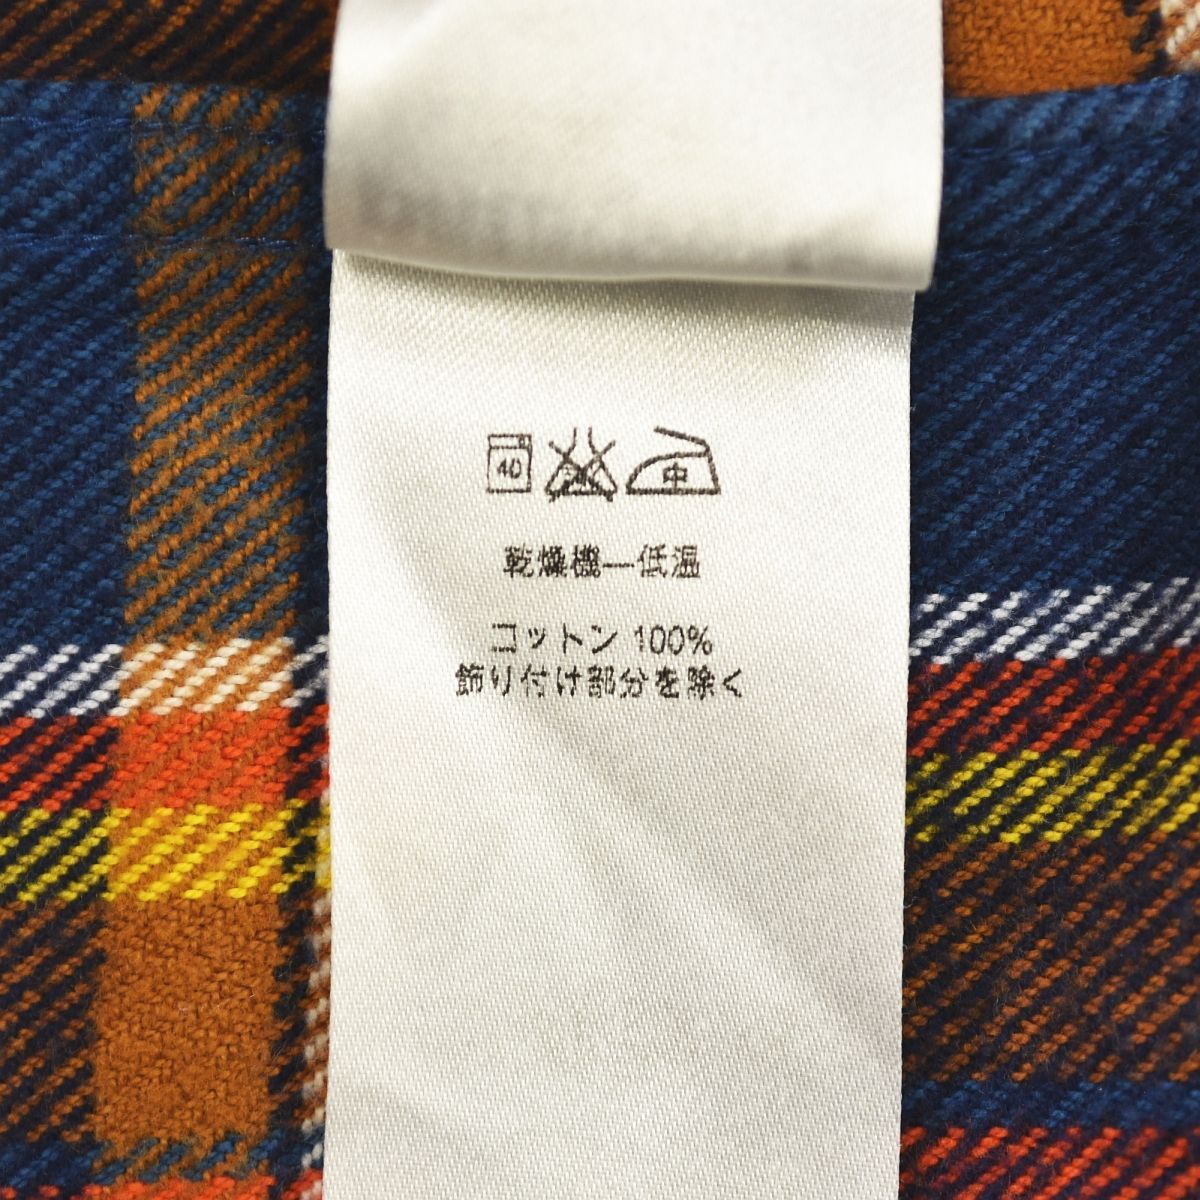 40 中
乾燥機―低温
コットン 100%
飾り付け部分を除く